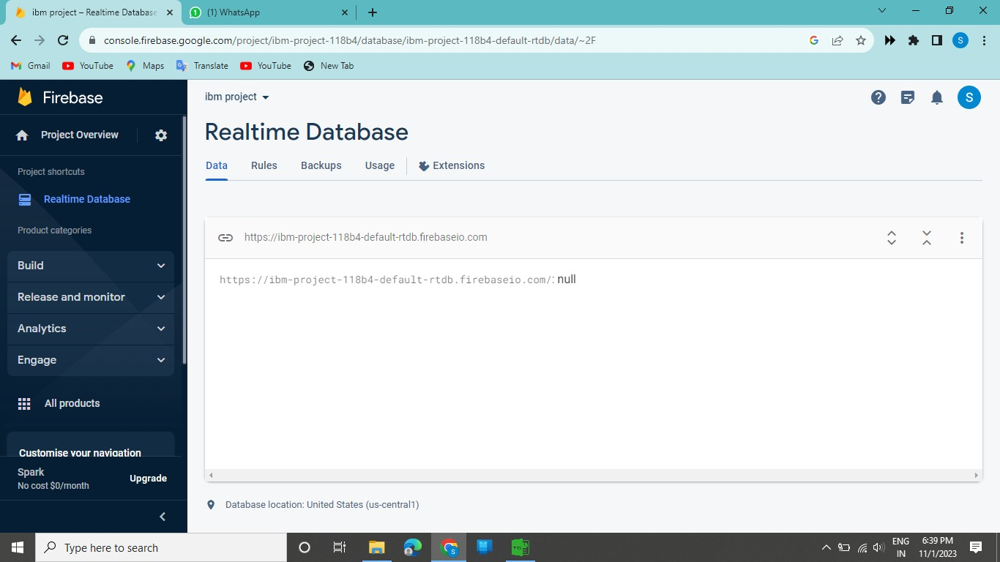 ibm project – Realtime Database
(1) WhatsApp
console.firebase.google.com/project/ibm-project-118b4/database/ibm-project-118b4-default-rtdb/data/~2F
S
Gmail
YouTube
Maps
Translate
YouTube
New Tab
Firebase
ibm project
S
Project Overview
Realtime Database
Data
Rules
Backups
Usage
Extensions
Project shortcuts
Realtime Database
Product categories
Build
Release and monitor
Analytics
Engage
All products
Customise your navigation
Spark
No cost $0/month
Upgrade
https://ibm-project-118b4-default-rtdb.firebaseio.com
https://ibm-project-118b4-default-rtdb.firebaseio.com/: null
Database location: United States (us-central1)
Type here to search
ENG
IN
6:39 PM
11/1/2023